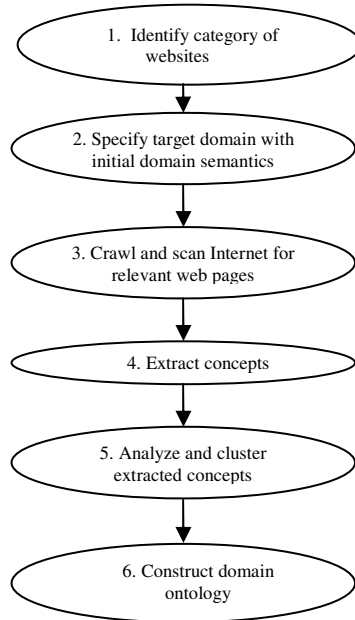 1. Identify category of
websites
2. Specify target domain with
initial domain semantics
3. Crawl and scan Internet for
relevant web pages
4. Extract concepts
5. Analyze and cluster
extracted concepts
6. Construct domain
ontology